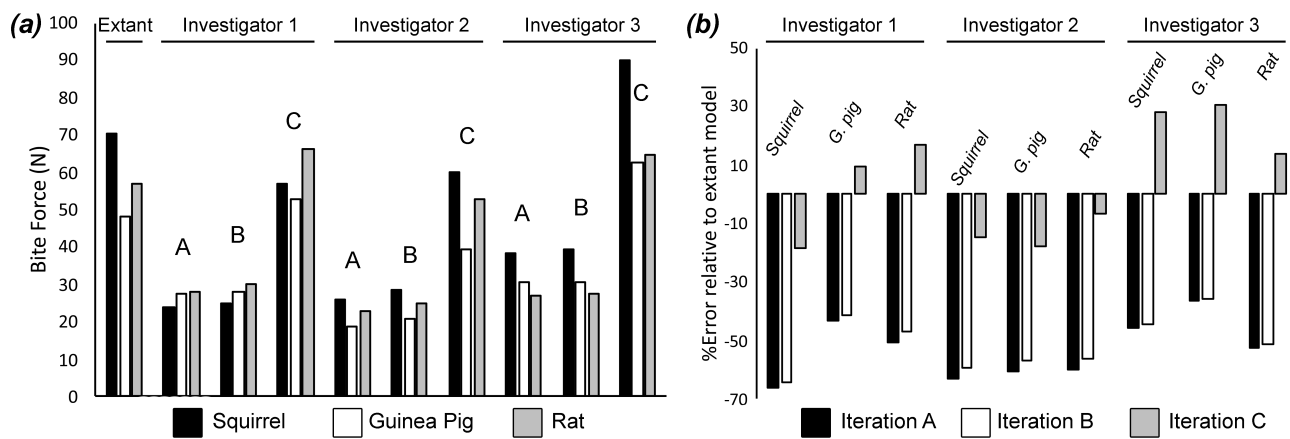 (a)
Extant
Investigator 1
Investigator 2
Investigator 3
Bite Force (N)
100
90
80
70
60
50
40
30
20
10
0
A
B
C
A
B
C
A
B
C
Squirrel
Guinea Pig
Rat
(b)
Investigator 1
Investigator 2
Investigator 3
%Error relative to extant model
50
30
10
-10
-30
-50
-70
Squirrel
G. pig
Rat
Squirrel
G. pig
Rat
Squirrel
G. pig
Rat
Iteration A
Iteration B
Iteration C